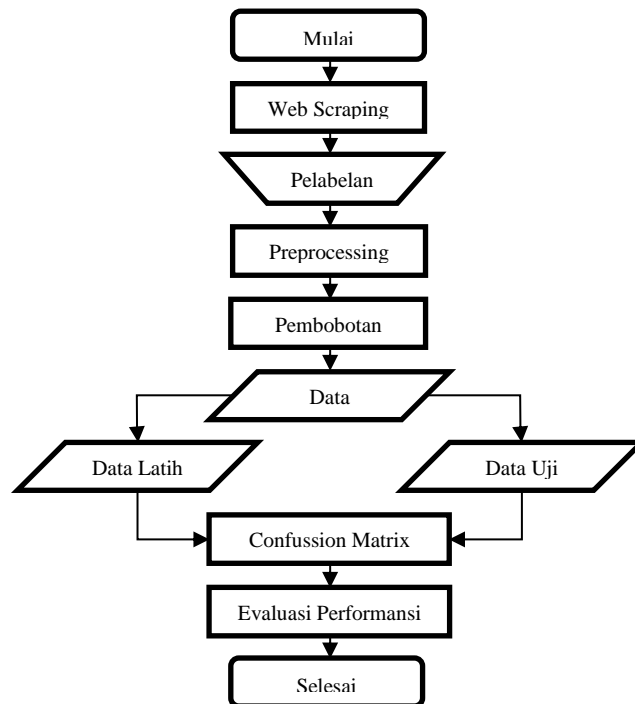 Mulai
Web Scraping
Pelabelan
Preprocessing
Pembobotan
Data
Data Latih
Data Uji
Confussion Matrix
Evaluasi Performansi
Selesai